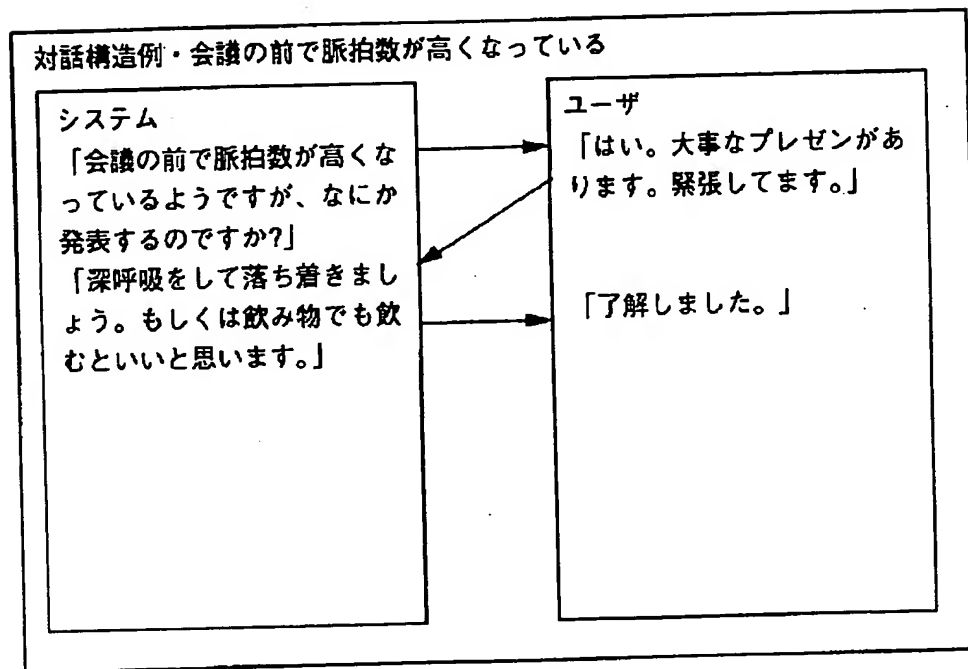 対話構造例・会議の前で脈拍数が高くなっている
システム
「会議の前で脈拍数が高くな
っているようですが、なにか
発表するのですか?」
「深呼吸をして落ち着きまし
ょう。もしくは飲み物でも飲
むといいと思います。」
ユーザ
「はい。大事なプレゼンがあ
ります。緊張してます。」
「了解しました。」